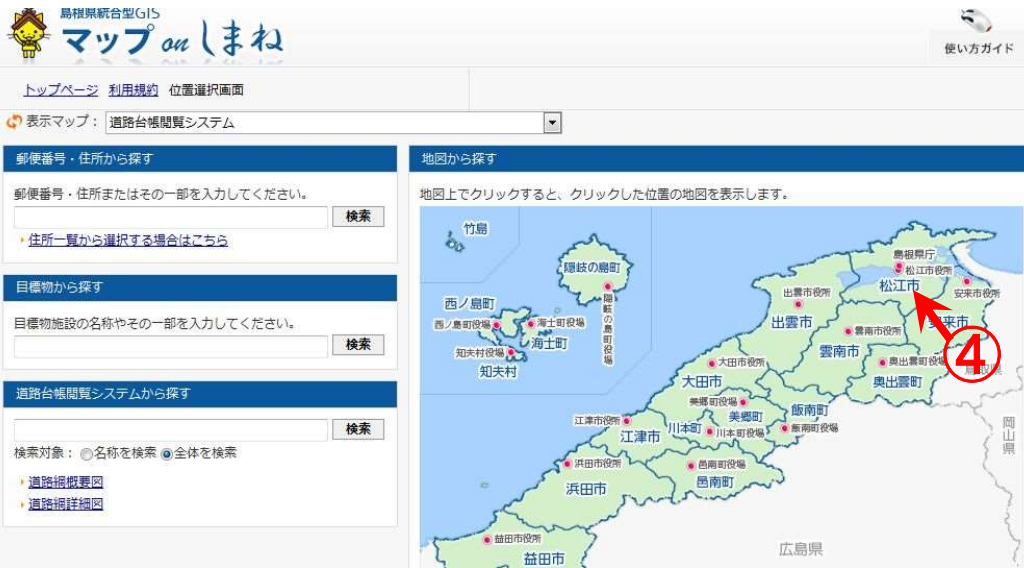 島根県統合型GIS
マップ on しまね
使い方ガイド
トップページ 利用規約 位置選択画面
表示マップ： 道路台帳閲覧システム
郵便番号・住所から探す
郵便番号・住所またはその一部を入力してください。
検索
住所一覧から選択する場合はこちら
目標物から探す
目標物施設の名称やその一部を入力してください。
検索
道路台帳閲覧システムから探す
検索
検索対象： 名称を検索 全体を検索
道路網概要図
道路網詳細図
地図から探す
地図上でクリックすると、クリックした位置の地図を表示します。
竹島
隠岐の島町
隠岐の島町役場
西ノ島町
西ノ島町役場
海士町役場
海士町
知夫村役場
知夫村
島根県庁
松江市役所
松江市
安来市役所
安来市
出雲市役所
出雲市
雲南市役所
雲南市
奥出雲町役場
奥出雲町
④
鳥取県
大田市役所
大田市
美郷町役場
美郷町
飯南町
飯南町役場
江津市役所
江津市
川本町
川本町役場
岡山県
浜田市役所
浜田市
邑南町役場
邑南町
益田市役所
益田市
広島県